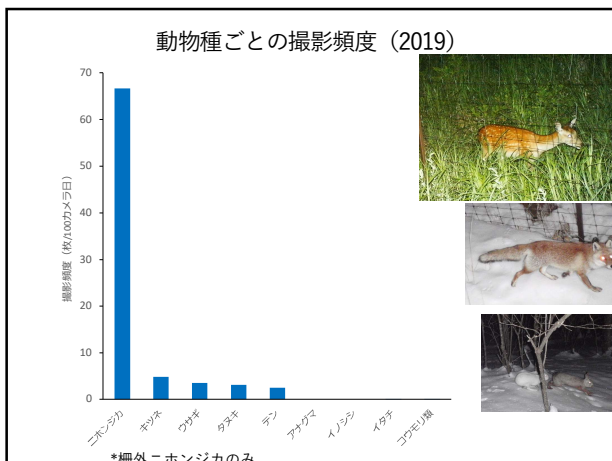 動物種ごとの撮影頻度（2019）
撮影頻度（枚/100カメラ日）
70
60
50
40
30
20
10
0
ニホンジカ
キツネ
ウサギ
タヌキ
テン
アナグマ
イノシシ
イタチ
コウモリ類
*柵外ニホンジカのみ